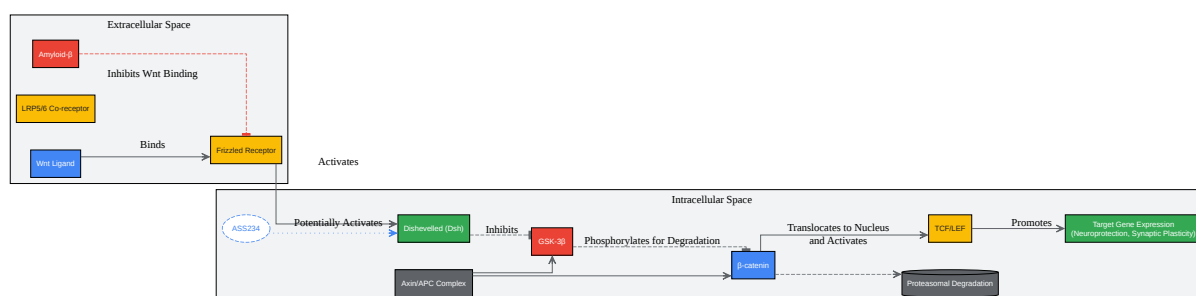 Extracellular Space
Amyloid-β
Inhibits Wnt Binding
LRP5/6 Co-receptor
Binds
Wnt Ligand
Frizzled Receptor
Activates
Intracellular Space
ASS234
Potentially Activates
Dishevelled (Dsh)
Inhibits
GSK-3β
Phosphorylates for Degradation
Translocates to Nucleus
and Activates
TCF/LEF
Promotes
Target Gene Expression
(Neuroprotection, Synaptic Plasticity)
β-catenin
Axin/APC Complex
Proteasomal Degradation